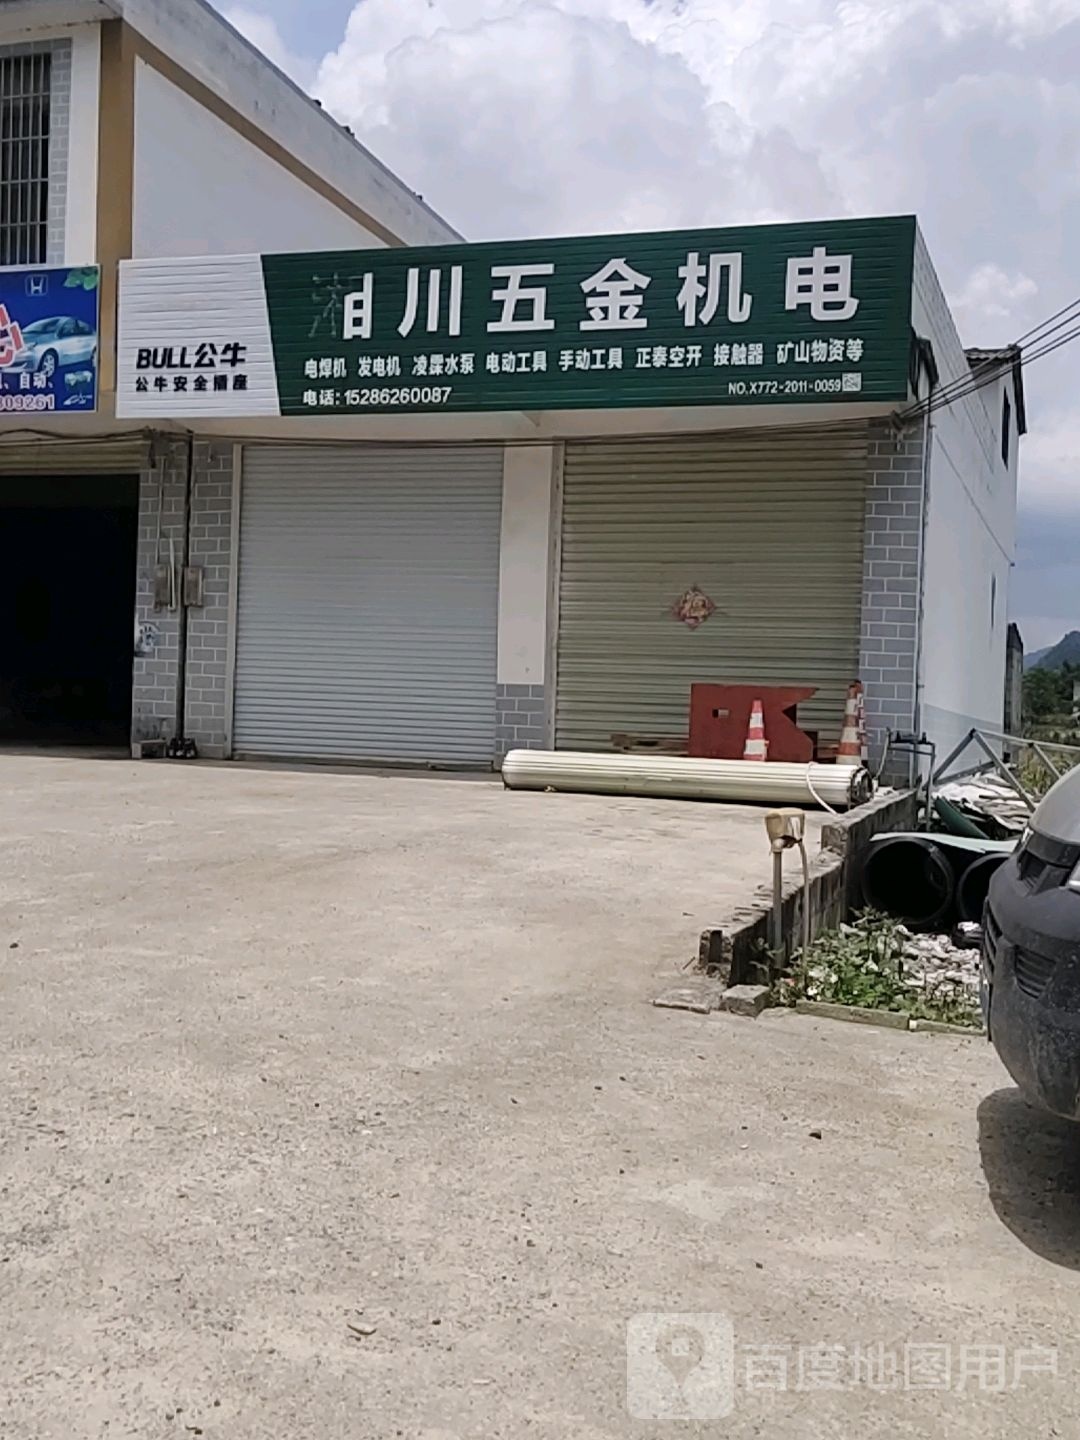 湘川五金机电
BULL公牛
公牛安全插座
电焊机 发电机 凌霂水泵 电动工具 手动工具 正泰空开 接触器 矿山物资等
电话:15286260087
NO.X772-2011-0059
、自动、
809261
百度地图用户